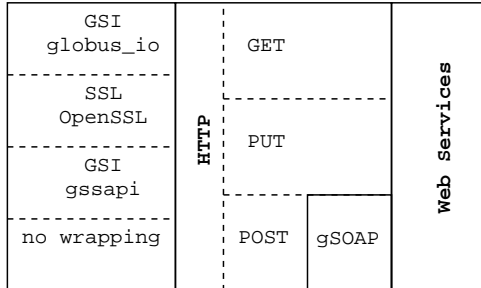 GSI
globus_io
SSL
OpenSSL
GSI
gssapi
no wrapping
HTTP
GET
PUT
POST
gSOAP
Web Services